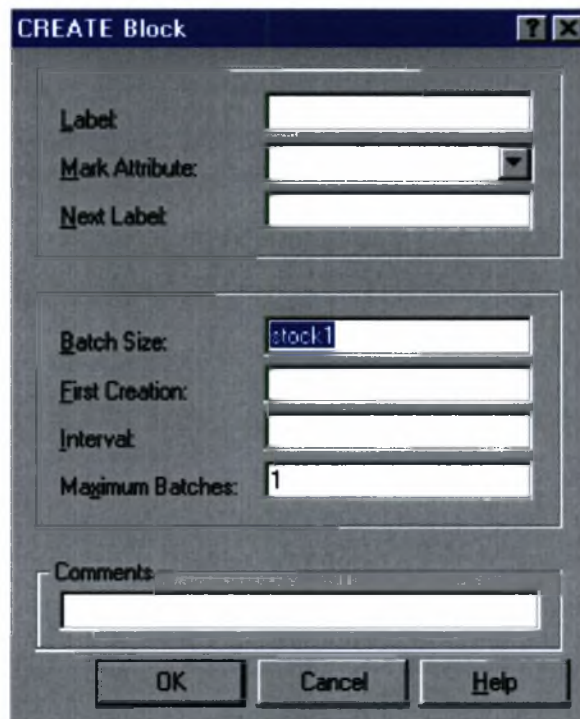 CREATE Block
Label:
Mark Attribute:
Next Label:
Batch Size: stock1
First Creation:
Interval:
Maximum Batches: 1
Comments
OK Cancel Help